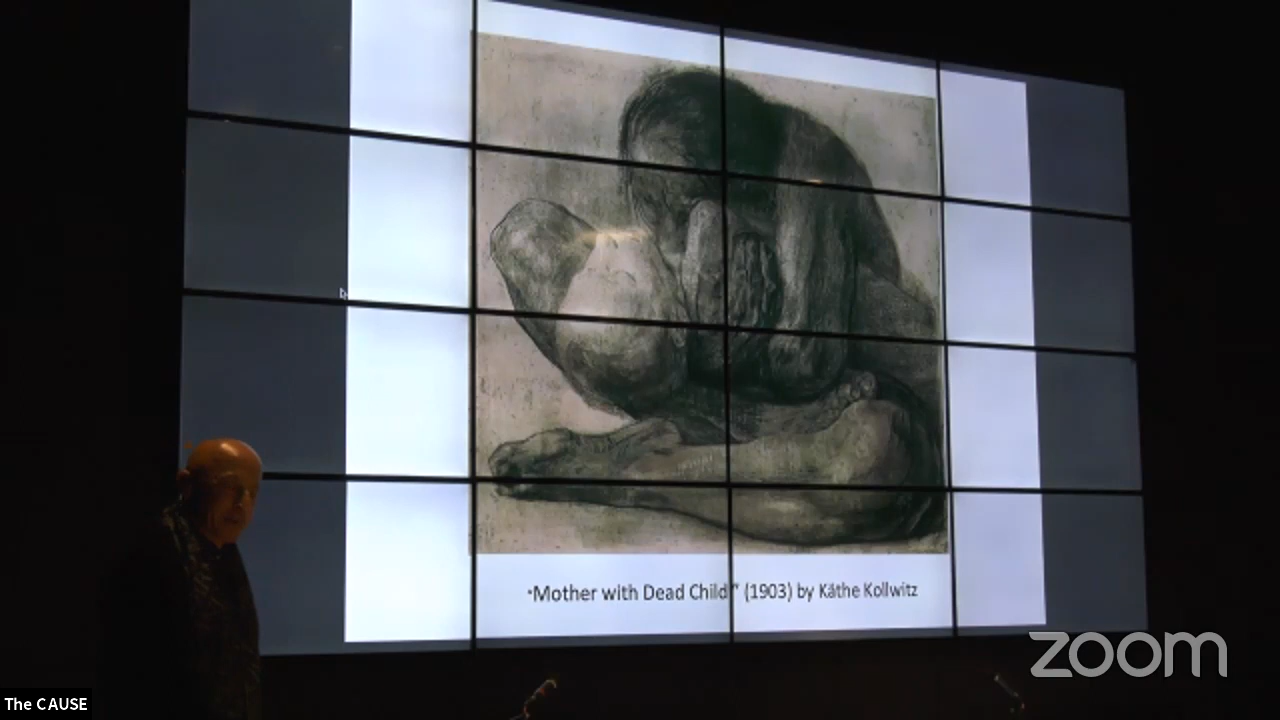 "Mother with Dead Child" (1903) by Käthe Kollwitz
zoom
The CAUSE